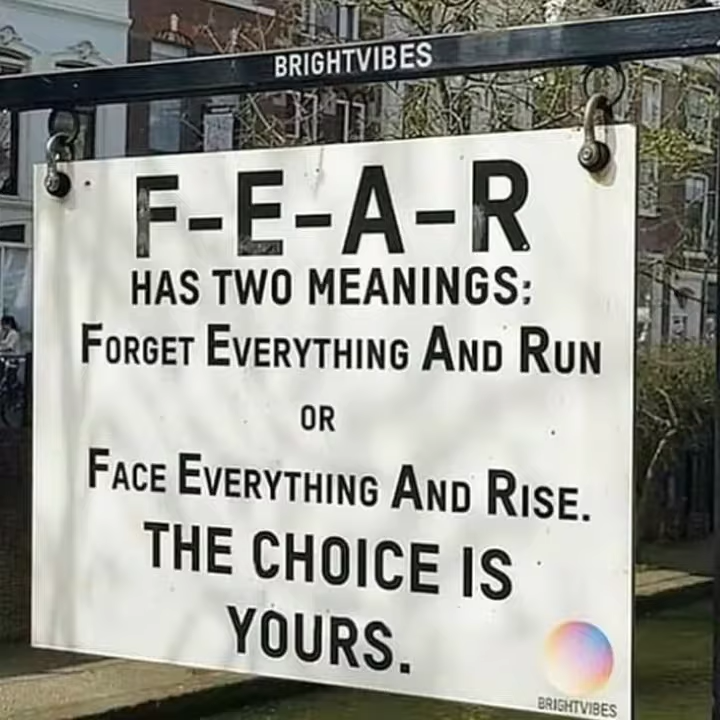 BRIGHTVIBES
F-E-A-R
HAS TWO MEANINGS:
FORGET EVERYTHING AND RUN
OR
FACE EVERYTHING AND RISE.
THE CHOICE IS
YOURS.
BRIGHTVIBES